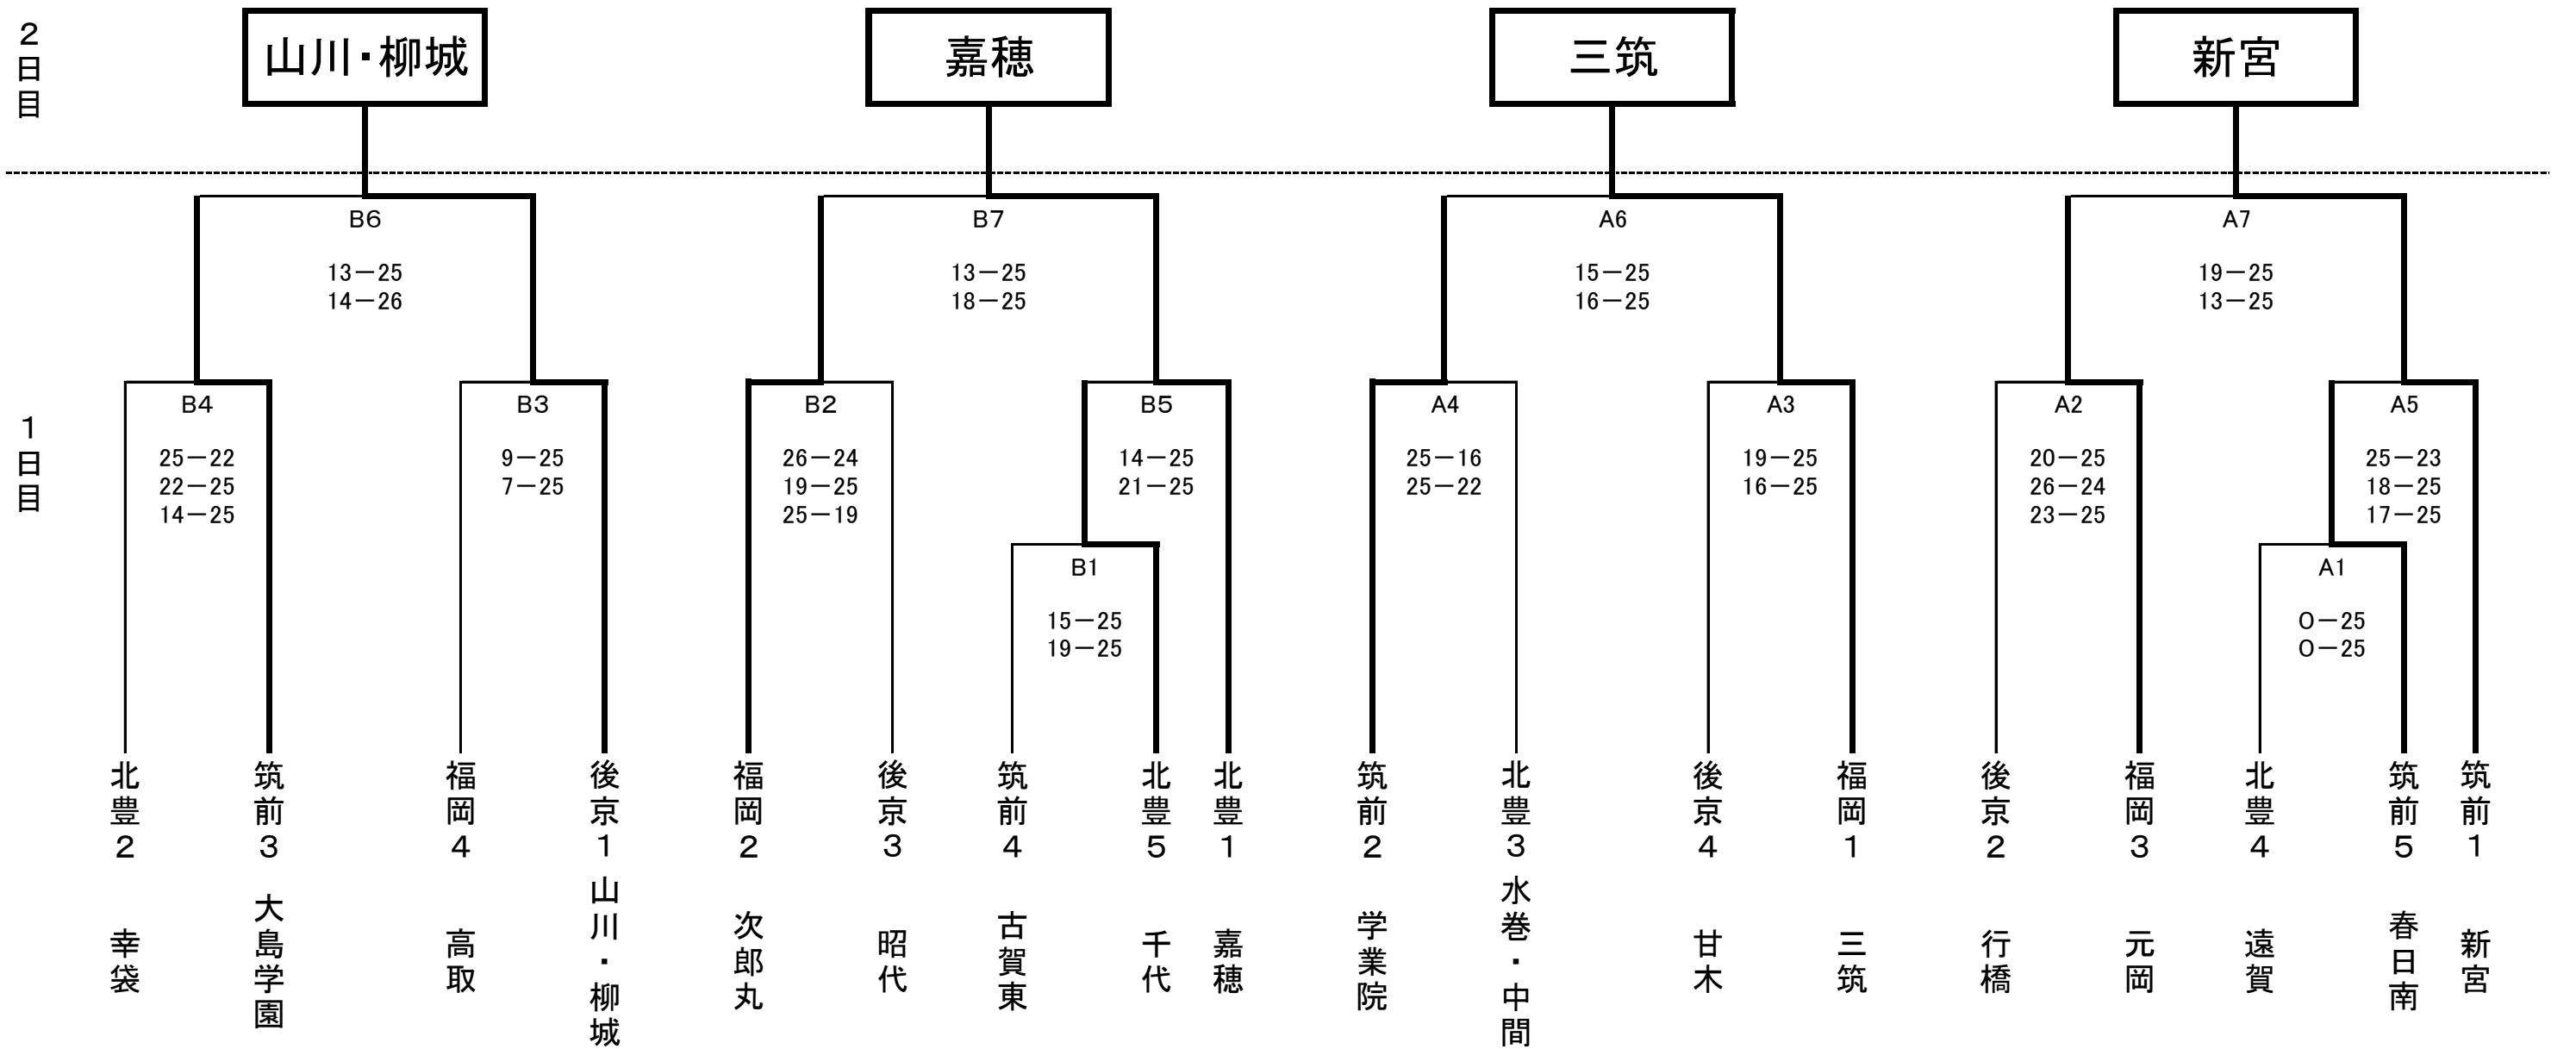 2日目
山川・柳城
嘉穂
三筑
新宮
B6
13－25
14－26
B7
13－25
18－25
A6
15－25
16－25
A7
19－25
13－25
1日目
B4
25－22
22－25
14－25
B3
9－25
7－25
B2
26－24
19－25
25－19
B5
14－25
21－25
A4
25－16
25－22
A3
19－25
16－25
A2
20－25
26－24
23－25
A5
25－23
18－25
17－25
B1
15－25
19－25
A1
0－25
0－25
北豊2 幸袋
筑前3 大島学園
福岡4 高取
後京1 山川・柳城
福岡2 次郎丸
後京3 昭代
筑前4 古賀東
北豊5 千代
北豊1 嘉穂
筑前2 学業院
北豊3 水巻・中間
後京4 甘木
福岡1 三筑
後京2 行橋
福岡3 元岡
北豊4 遠賀
筑前5 春日南
筑前1 新宮